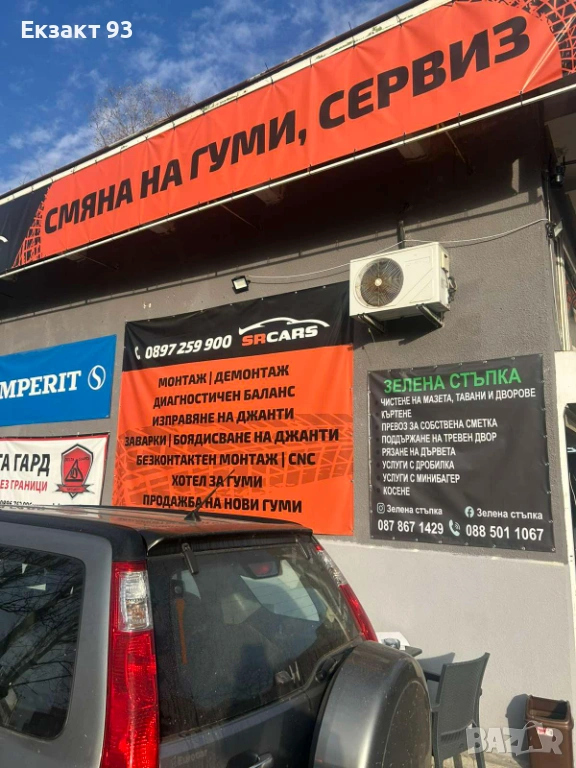 Екзакт 93
СМЯНА НА ГУМИ, СЕРВИЗ
MPERIT
ГА ГАРД
ЕЗ ГРАНИЦИ
0897 259 900
SRCARS
МОНТАЖ | ДЕМОНТАЖ
ДИАГНОСТИЧЕН БАЛАНС
ИЗПРАВЯНЕ НА ДЖАНТИ
ЗАВАРКИ | БОЯДИСВАНЕ НА ДЖАНТИ
БЕЗКОНТАКТЕН МОНТАЖ | CNC
ХОТЕЛ ЗА ГУМИ
ПРОДАЖБА НА НОВИ ГУМИ
ЗЕЛЕНА СТЪПКА
ЧИСТЕНЕ НА МАЗЕТА, ТАВАНИ И ДВОРОВЕ
КЪРТЕНЕ
ПРЕВОЗ ЗА СОБСТВЕНА СМЕТКА
ПОДДЪРЖАНЕ НА ТРЕВЕН ДВОР
РЯЗАНЕ НА ДЪРВЕТА
УСЛУГИ С ДРОБИЛКА
УСЛУГИ С МИНИБАГЕР
КОСЕНЕ
Зелена стъпка Зелена стъпка
087 867 1429 088 501 1067
BAZAR